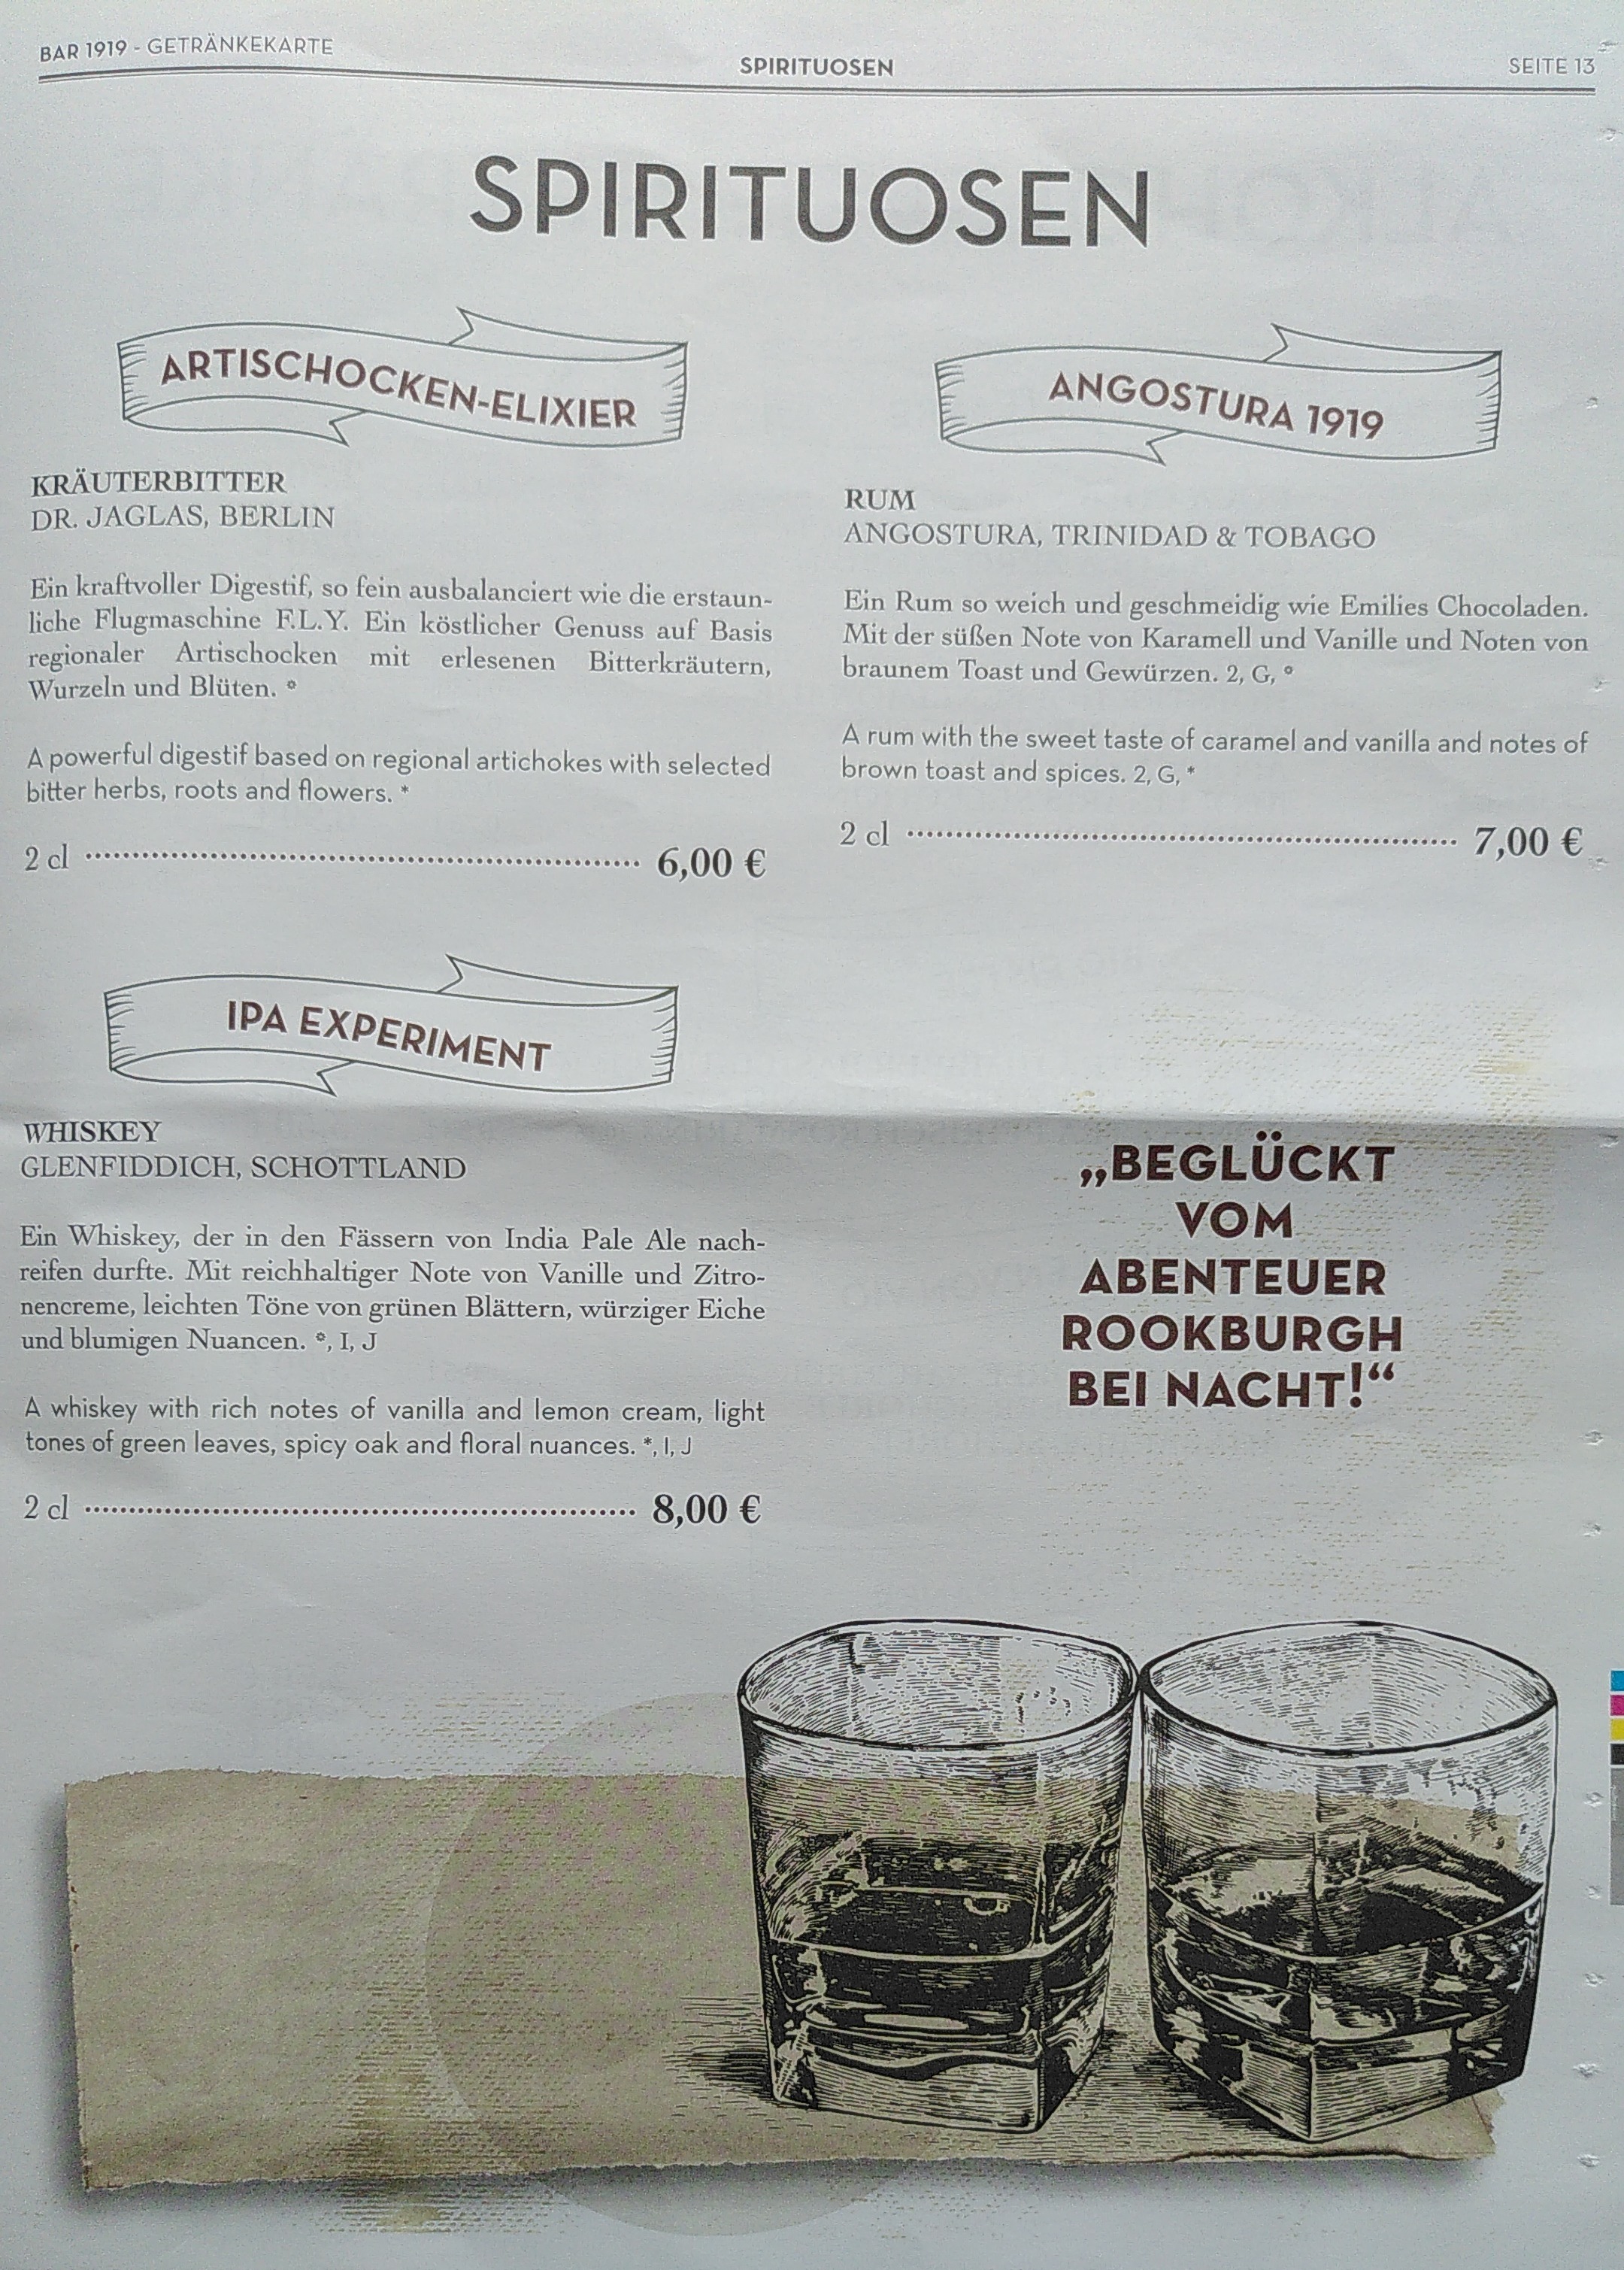 BAR 1919 - GETRÄNKEKARTE
SPIRITUOSEN
SEITE 13
SPIRITUOSEN
ARTISCHOCKEN-ELIXIER
KRÄUTERBITTER
DR. JAGLAS, BERLIN
Ein kraftvoller Digestif, so fein ausbalanciert wie die erstaun-
liche Flugmaschine F.L.Y. Ein köstlicher Genuss auf Basis
regionaler Artischocken mit erlesenen Bitterkräutern,
Wurzeln und Blüten. *
A powerful digestif based on regional artichokes with selected
bitter herbs, roots and flowers. *
2 cl ........ 6,00 €
ANGOSTURA 1919
RUM
ANGOSTURA, TRINIDAD & TOBAGO
Ein Rum so weich und geschmeidig wie Emilies Chocoladen.
Mit der süßen Note von Karamell und Vanille und Noten von
braunem Toast und Gewürzen. 2, G, *
A rum with the sweet taste of caramel and vanilla and notes of
brown toast and spices. 2, G, *
2 cl ........ 7,00 €
IPA EXPERIMENT
WHISKEY
GLENFIDDICH, SCHOTTLAND
Ein Whiskey, der in den Fässern von India Pale Ale nach-
reifen durfte. Mit reichhaltiger Note von Vanille und Zitro-
nencreme, leichten Töne von grünen Blättern, würziger Eiche
und blumigen Nuancen. *, I, J
A whiskey with rich notes of vanilla and lemon cream, light
tones of green leaves, spicy oak and floral nuances. *, I, J
2 cl ........ 8,00 €
„BEGLÜCKT
VOM
ABENTEUER
ROOKBURGH
BEI NACHT!“